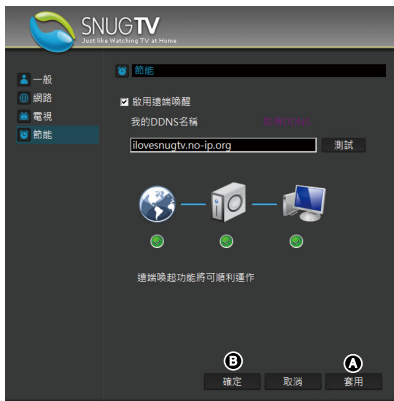 SNUGTV
Just like Watching TV at Home
一般
網路
電視
節能
節能
啟用遠端喚醒
我的DDNS名稱
ilovesnugtv.no-ip.org 測試
遠端喚起功能將可順利運作
B A
確定 取消 套用